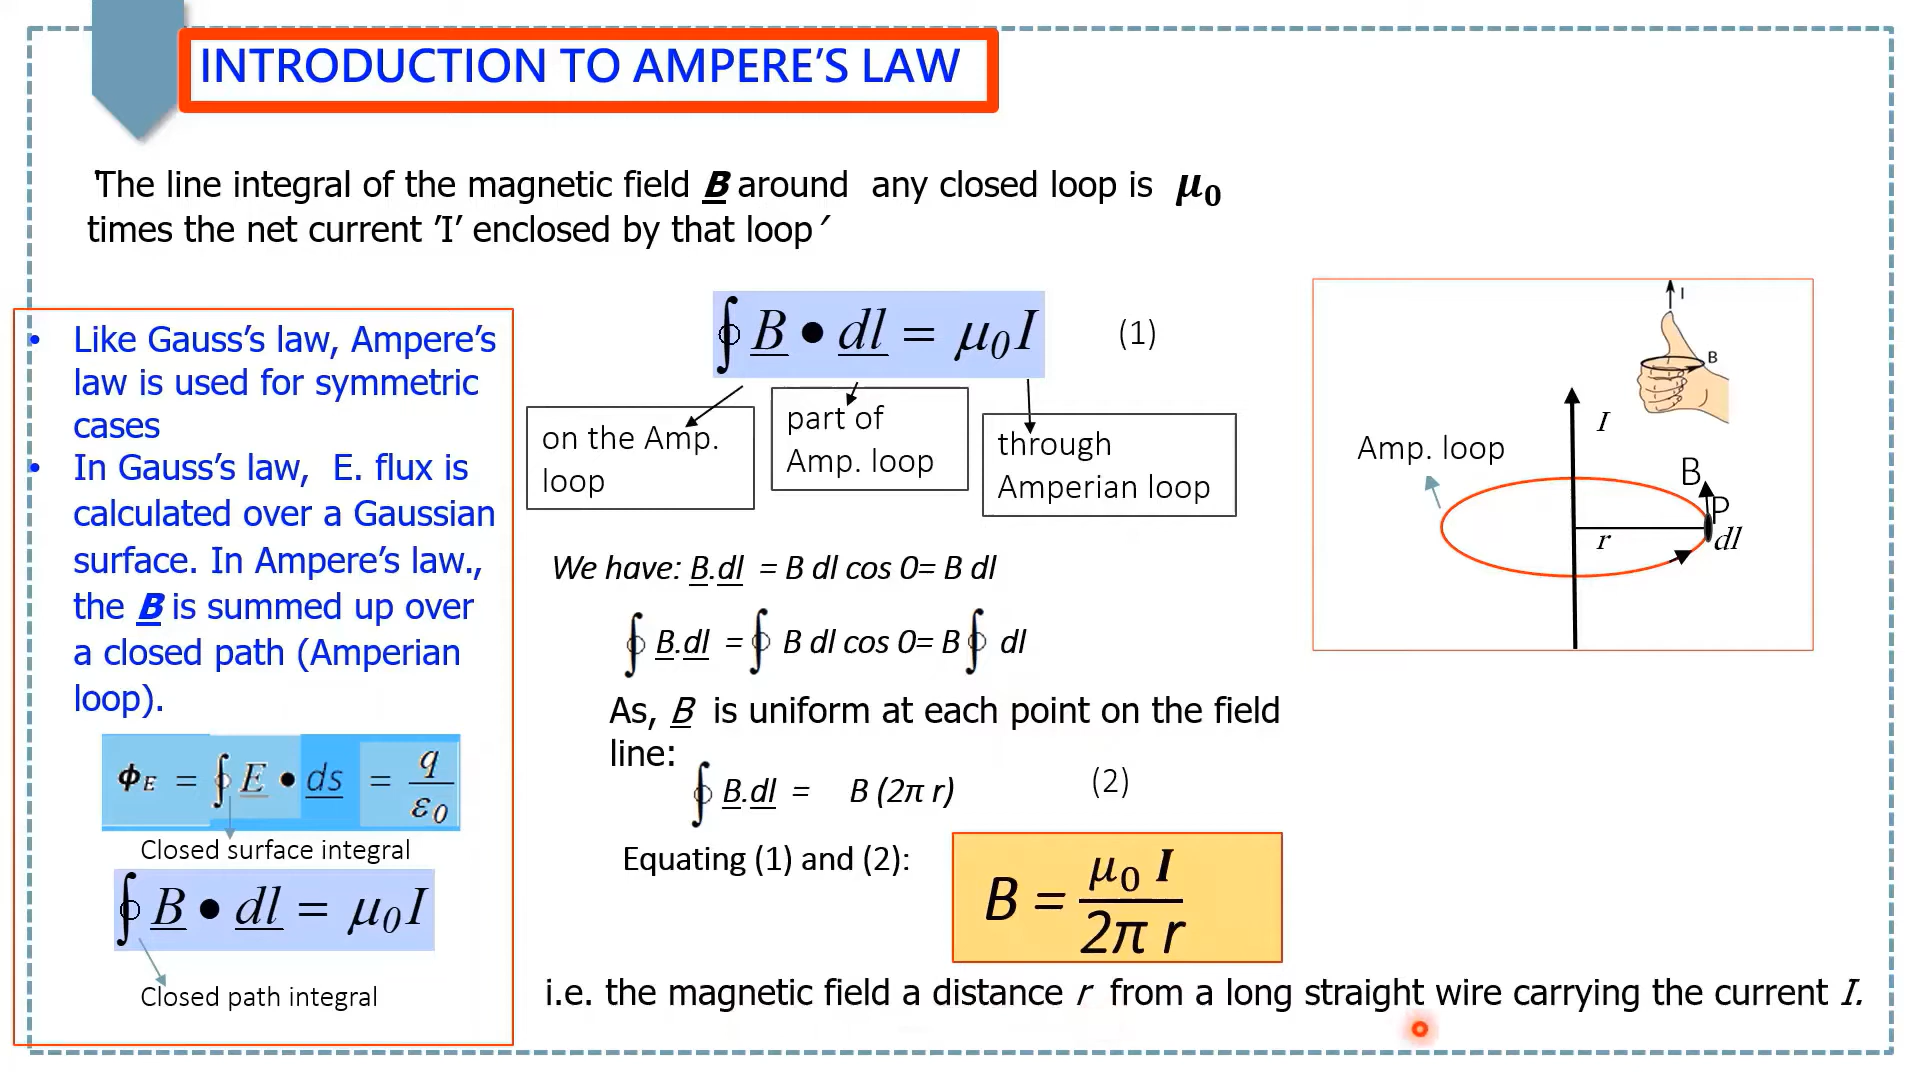 INTRODUCTION TO AMPERE’S LAW
'The line integral of the magnetic field B around any closed loop is μ₀
times the net current ’I’ enclosed by that loop ′
• Like Gauss’s law, Ampere’s
law is used for symmetric
cases
• In Gauss’s law, E. flux is
calculated over a Gaussian
surface. In Ampere’s law.,
the B is summed up over
a closed path (Amperian
loop).
ϕE = ∮ E • ds = q/ε₀
Closed surface integral
∮ B • dl = μ₀I
Closed path integral
∮ B • dl = μ₀I (1)
on the Amp.
loop
part of
Amp. loop
through
Amperian loop
We have: B.dl = B dl cos 0= B dl
∮ B.dl = ∮ B dl cos 0= B ∮ dl
As, B is uniform at each point on the field
line:
∮ B.dl = B (2π r) (2)
Equating (1) and (2):
B = μ₀ I / 2π r
i.e. the magnetic field a distance r from a long straight wire carrying the current I.
I
B
I
Amp. loop
B
P
r
dl